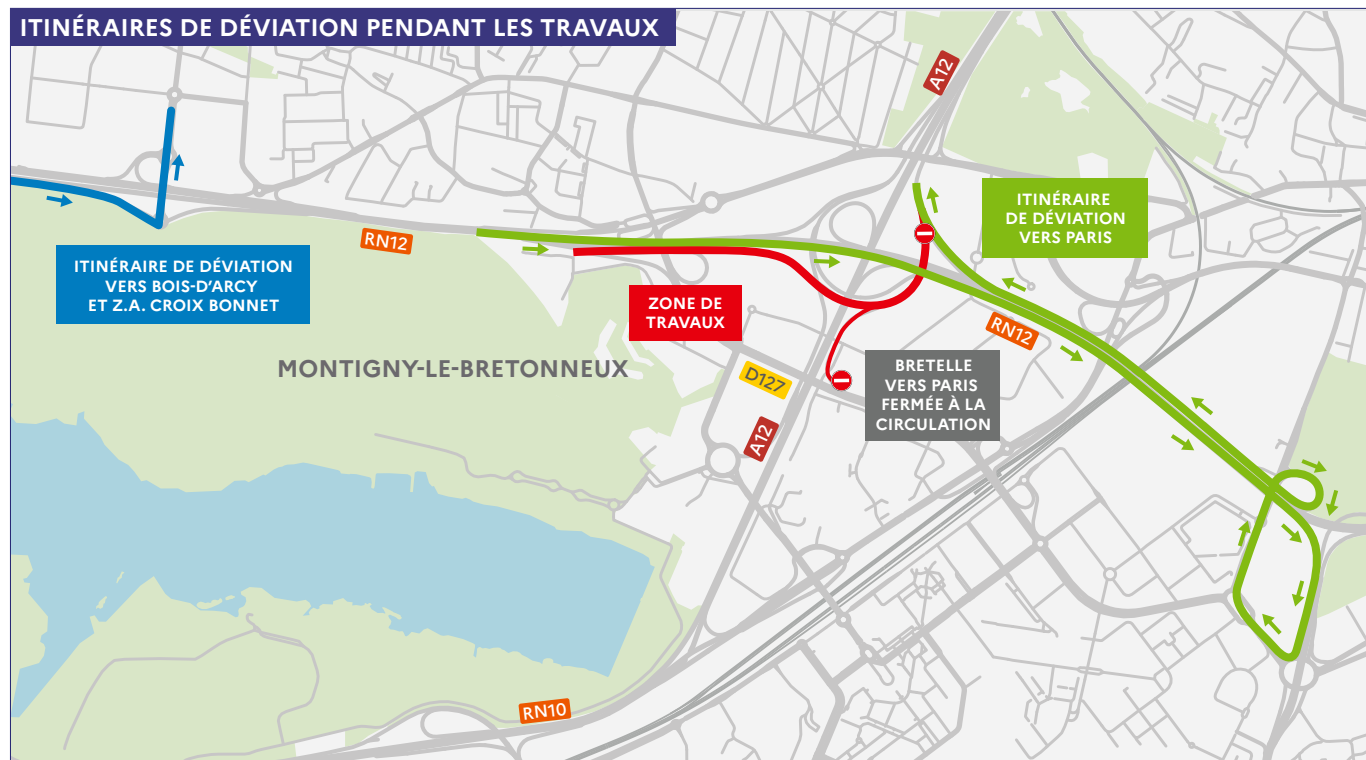 ITINÉRAIRES DE DÉVIATION PENDANT LES TRAVAUX
A12
ITINÉRAIRE
DE DÉVIATION
VERS PARIS
RN12
ITINÉRAIRE DE DÉVIATION
VERS BOIS-D'ARCY
ET Z.A. CROIX BONNET
ZONE DE
TRAVAUX
RN12
MONTIGNY-LE-BRETONNEUX
D127
BRETELLE
VERS PARIS
FERMÉE À LA
CIRCULATION
A12
RN10